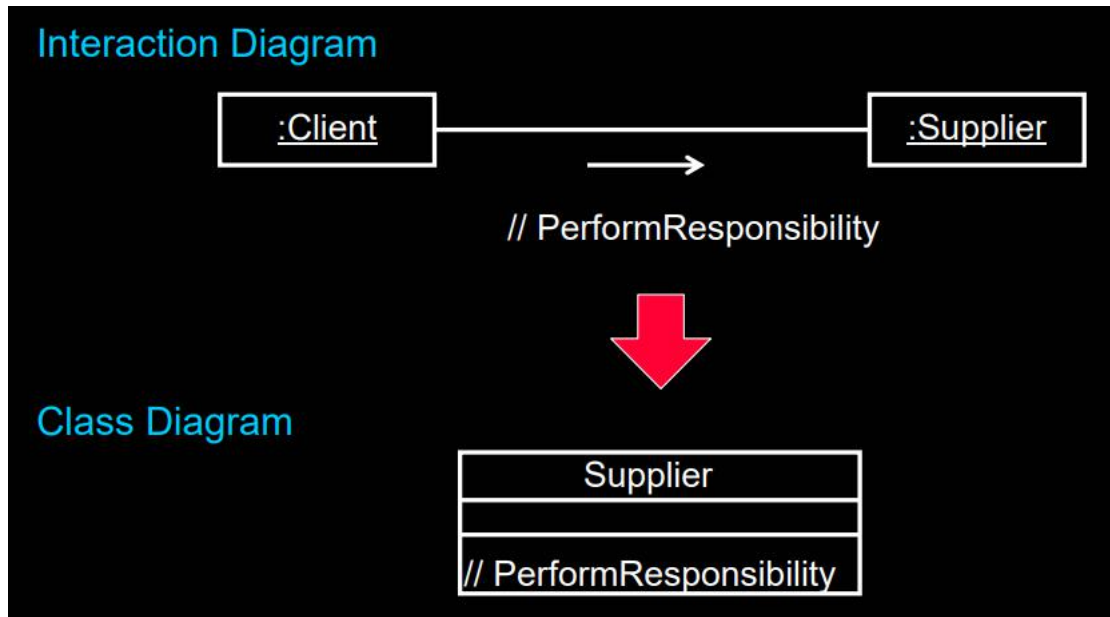 Interaction Diagram
:Client
:Supplier
// PerformResponsibility
Class Diagram
Supplier
// PerformResponsibility